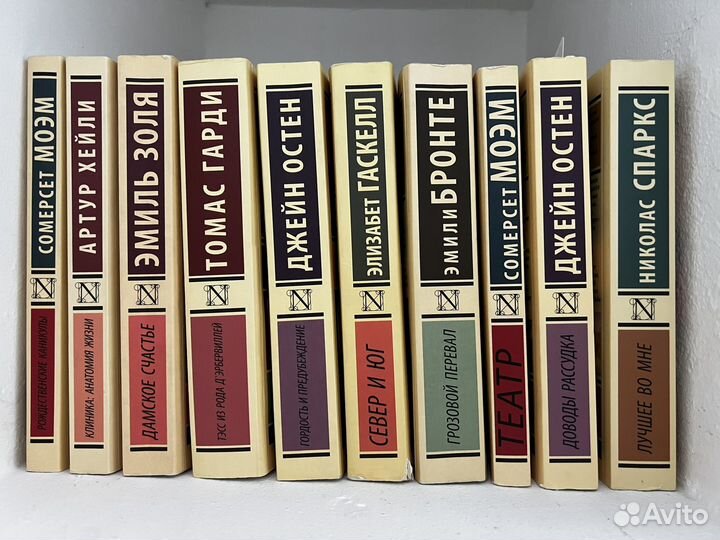 СОМЕРСЕТ МОЭМ
РОЖДЕСТВЕНСКИЕ КАНИКУЛЫ
АРТУР ХЕЙЛИ
КЛИНИКА: АНАТОМИЯ ЖИЗНИ
ЭМИЛЬ ЗОЛЯ
ДАМСКОЕ СЧАСТЬЕ
ТОМАС ГАРДИ
ТЭСС ИЗ РОДА Д'ЭРБЕРВИЛЛЕЙ
ДЖЕЙН ОСТЕН
ГОРДОСТЬ И ПРЕДУБЕЖДЕНИЕ
ЭЛИЗАБЕТ ГАСКЕЛЛ
СЕВЕР И ЮГ
ЭМИЛИ БРОНТЕ
ГРОЗОВОЙ ПЕРЕВАЛ
СОМЕРСЕТ МОЭМ
ТЕАТР
ДЖЕЙН ОСТЕН
ДОВОДЫ РАССУДКА
НИКОЛАС СПАРКС
ЛУЧШЕЕ ВО МНЕ
Avito